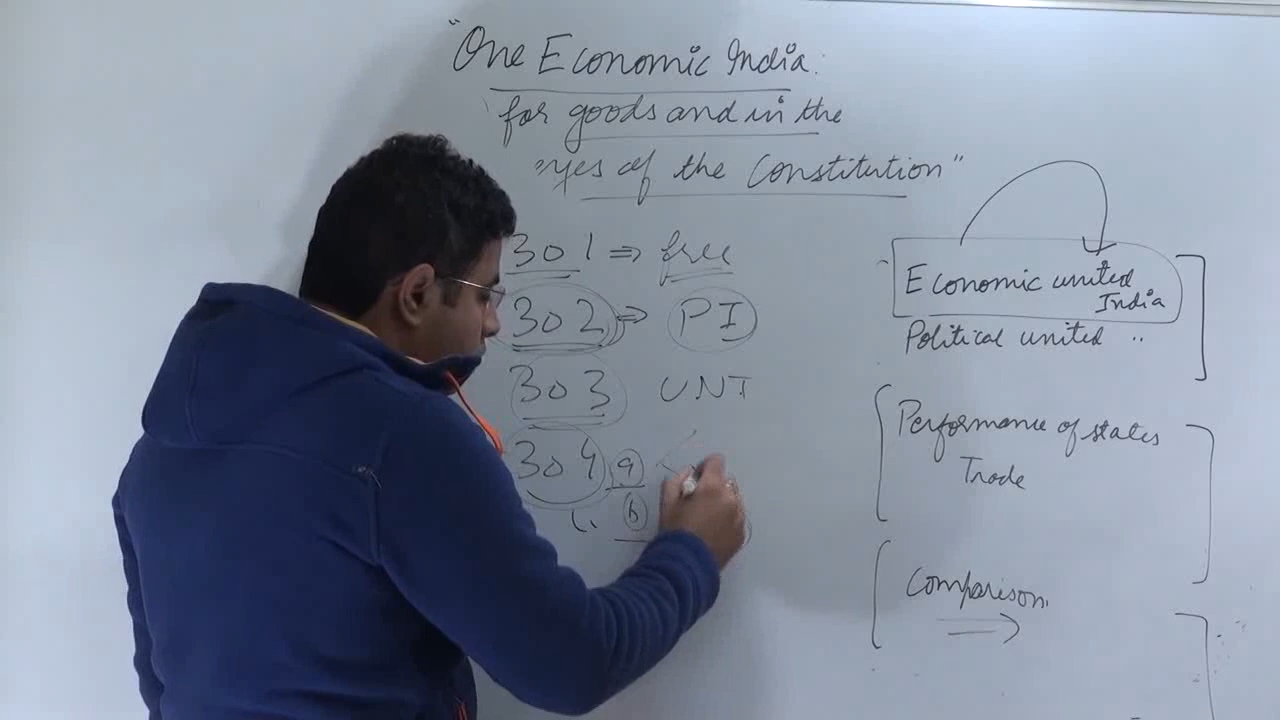 "One Economic India:
for goods and in the
eyes of the Constitution"
301 ⇒ free
302 ⇒ PI
303 UNI
304 a
b
Economic united
India
Political united ..
Performance of states
Trade
Comparison.